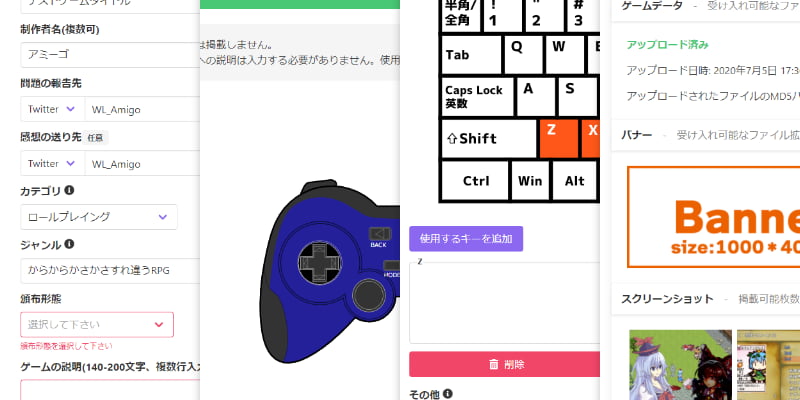 テストゲームタイトル
制作者名(複数可)
アミーゴ
問題の報告先
Twitter
WL_Amigo
感想の送り先 任意
Twitter
WL_Amigo
カテゴリ
ロールプレイング
ジャンル
からからかさかさすれ違うRPG
頒布形態
選択して下さい
頒布形態を選択して下さい
ゲームの説明(140-200文字、複数行入
は掲載しません。
への説明は入力する必要がありません。使用
BACK
MODE
半角/
全角
!
1
"
2
#
3
Tab
Q
W
E
Caps Lock
英数
A
S
⇧Shift
Z
X
Ctrl
Win
Alt
使用するキーを追加
Z
削除
その他
ゲームデータ - 受け入れ可能なファ
アップロード済み
アップロード日時: 2020年7月5日 17:3
アップロードされたファイルのMD5ハ
バナー - 受け入れ可能なファイル拡
Banne
size:1000＊40
スクリーンショット - 掲載可能枚数